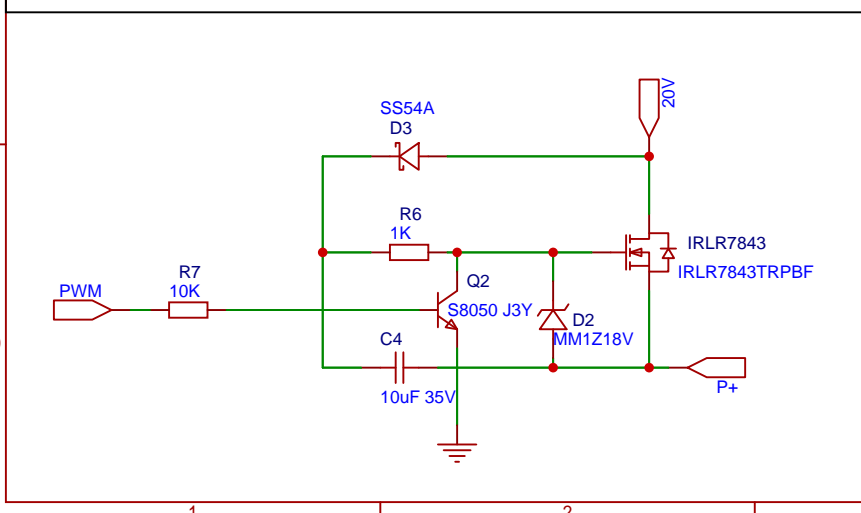 20V
SS54A
D3
R6
1K
IRLR7843
IRLR7843TRPBF
R7
10K
PWM
Q2
S8050 J3Y
D2
MM1Z18V
C4
10uF 35V
P+
1
2